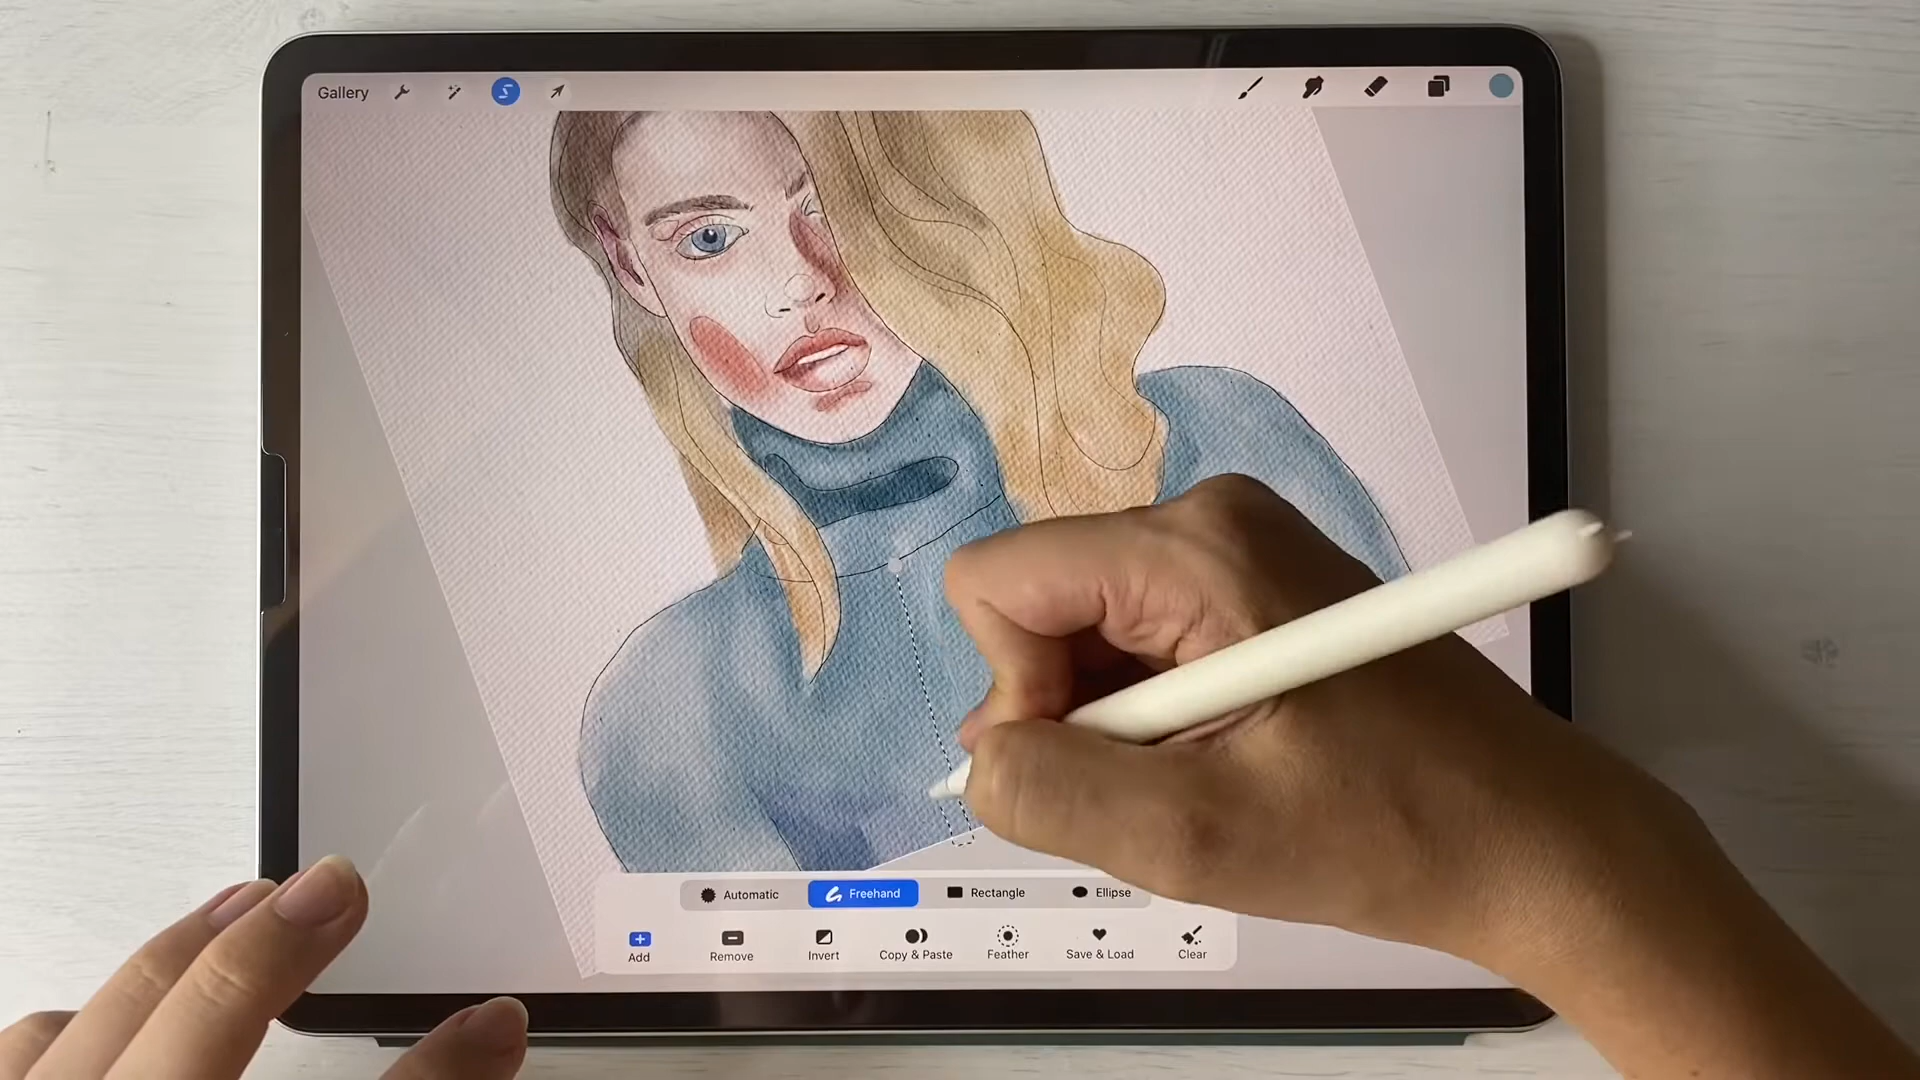 Gallery
Automatic Freehand Rectangle Ellipse
Add Remove Invert Copy & Paste Feather Save & Load Clear